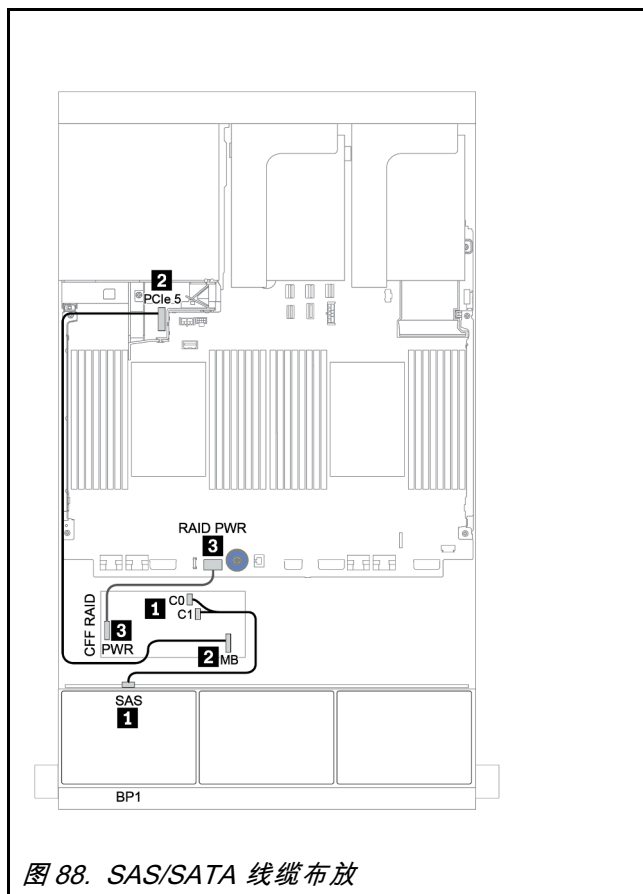 2
PCIe 5
RAID PWR
3
CFF RAID
1
C0
C1
3
PWR
2
MB
SAS
1
BP1
图 88. SAS/SATA 线缆布放